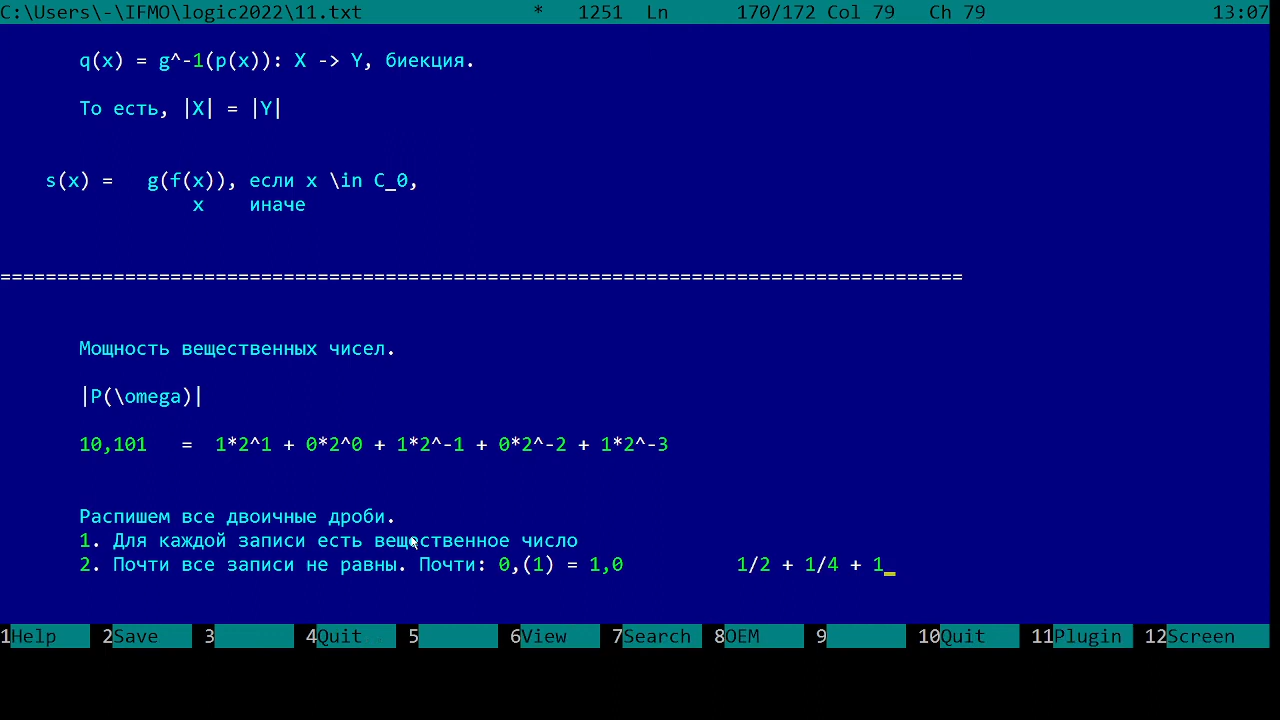 C:\Users\-\IFMO\logic2022\11.txt * 1251 Ln 170/172 Col 79 Ch 79 13:07
q(x) = g^-1(p(x)): X -> Y, биекция.
То есть, |X| = |Y|
s(x) = g(f(x)), если x \in C_0,
x иначе
=====================================================================================
Мощность вещественных чисел.
|P(\omega)|
10,101 = 1*2^1 + 0*2^0 + 1*2^-1 + 0*2^-2 + 1*2^-3
Распишем все двоичные дроби.
1. Для каждой записи есть вещественное число
2. Почти все записи не равны. Почти: 0,(1) = 1,0 1/2 + 1/4 + 1_
1Help 2Save 3 4Quit 5 6View 7Search 8OEM 9 10Quit 11Plugin 12Screen